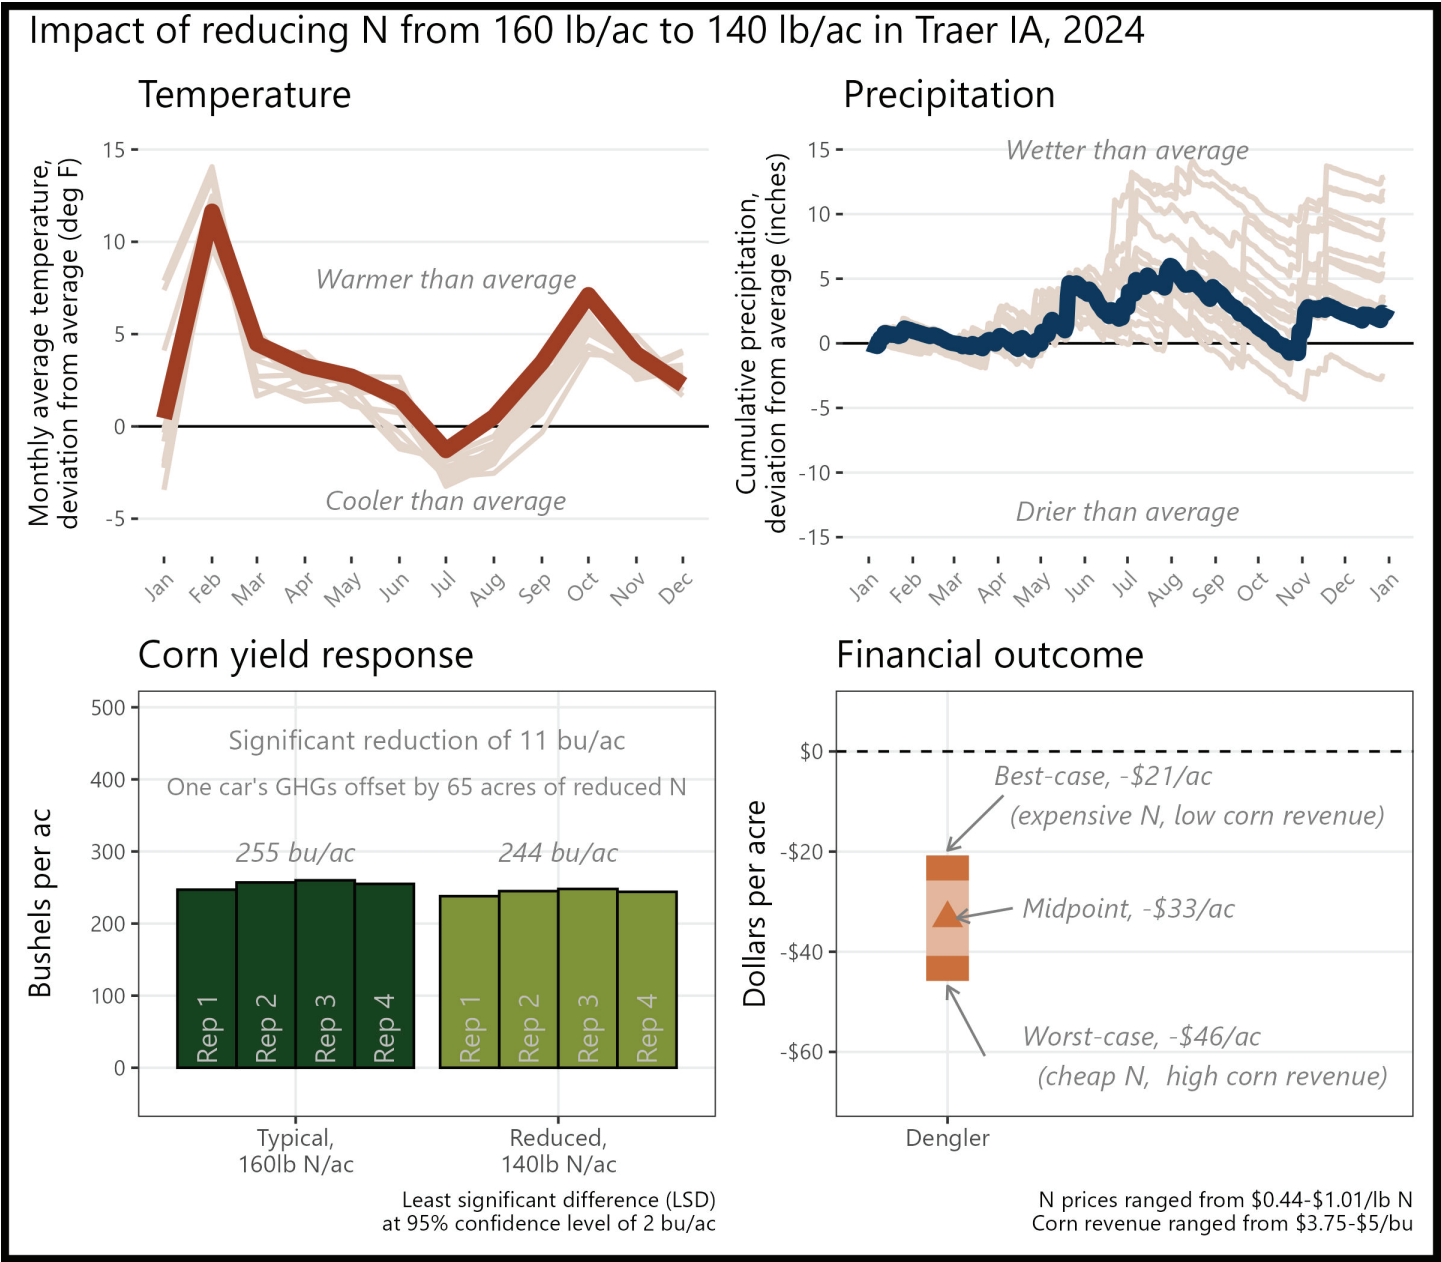 Impact of reducing N from 160 lb/ac to 140 lb/ac in Traer IA, 2024
Temperature
Monthly average temperature,
deviation from average (deg F)
15
10
5
0
-5
Warmer than average
Cooler than average
Jan
Feb
Mar
Apr
May
Jun
Jul
Aug
Sep
Oct
Nov
Dec
Precipitation
Cumulative precipitation,
deviation from average (inches)
15
10
5
0
-5
-10
-15
Wetter than average
Drier than average
Jan
Feb
Mar
Apr
May
Jun
Jul
Aug
Sep
Oct
Nov
Dec
Jan
Corn yield response
Bushels per ac
500
400
300
200
100
0
Significant reduction of 11 bu/ac
One car's GHGs offset by 65 acres of reduced N
255 bu/ac
244 bu/ac
Rep 1
Rep 2
Rep 3
Rep 4
Rep 1
Rep 2
Rep 3
Rep 4
Typical,
160lb N/ac
Reduced,
140lb N/ac
Least significant difference (LSD)
at 95% confidence level of 2 bu/ac
Financial outcome
Dollars per acre
$0
-$20
-$40
-$60
Best-case, -$21/ac
(expensive N, low corn revenue)
Midpoint, -$33/ac
Worst-case, -$46/ac
(cheap N, high corn revenue)
Dengler
N prices ranged from $0.44-$1.01/lb N
Corn revenue ranged from $3.75-$5/bu